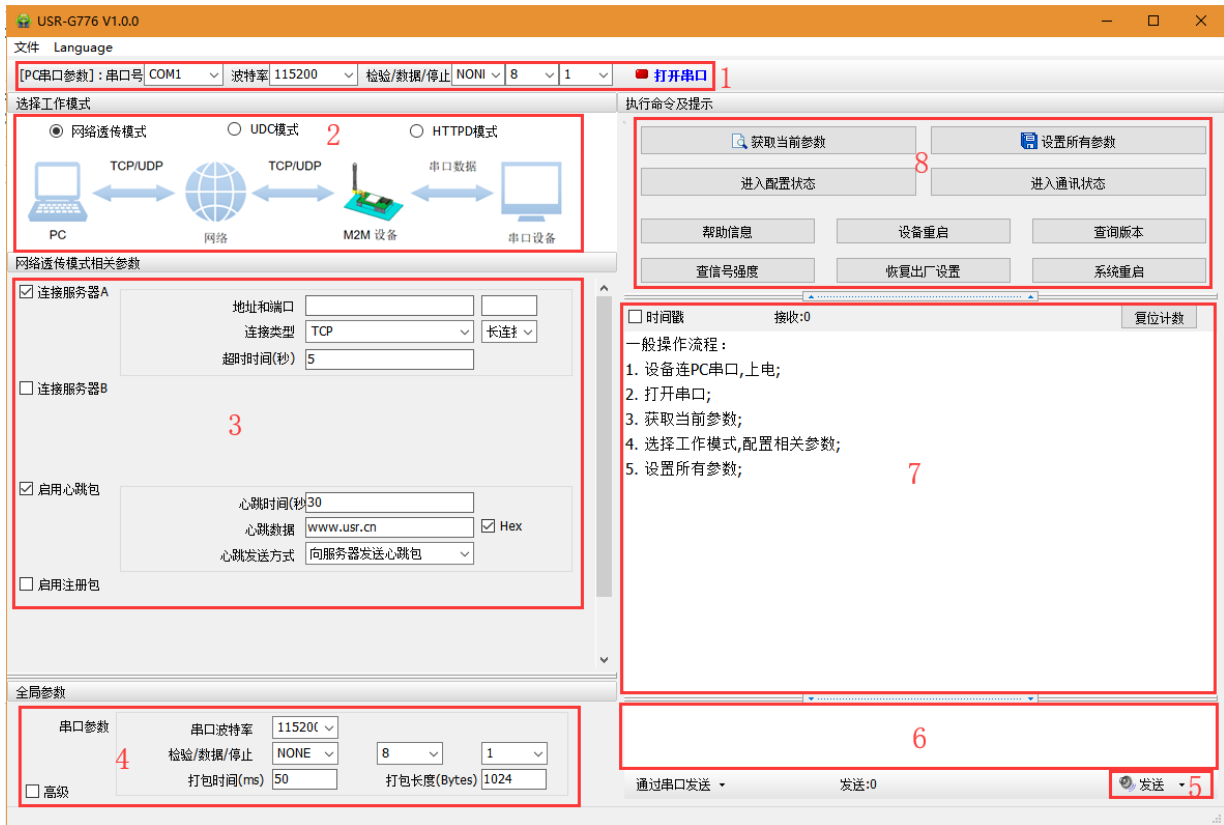 USR-G776 V1.0.0
文件 Language
[PC串口参数]:串口号 COM1 波特率 115200 检验/数据/停止 NONI 8 1 打开串口 1
选择工作模式
网络透传模式 UDC模式 2 HTTPD模式
TCP/UDP TCP/UDP 串口数据
PC 网络 M2M 设备 串口设备
网络透传模式相关参数
连接服务器A
地址和端口
连接类型 TCP 长连接
超时时间(秒) 5
连接服务器B
3
启用心跳包
心跳时间(秒 30
心跳数据 www.usr.cn Hex
心跳发送方式 向服务器发送心跳包
启用注册包
全局参数
串口参数 串口波特率 115200
4 检验/数据/停止 NONE 8 1
打包时间(ms) 50 打包长度(Bytes) 1024
高级
执行命令及提示
获取当前参数 设置所有参数
8
进入配置状态 进入通讯状态
帮助信息 设备重启 查询版本
查信号强度 恢复出厂设置 系统重启
时间戳 接收:0 复位计数
一般操作流程:
1. 设备连PC串口,上电;
2. 打开串口;
3. 获取当前参数;
4. 选择工作模式,配置相关参数;
5. 设置所有参数;
7
6
通过串口发送 发送:0 发送 5